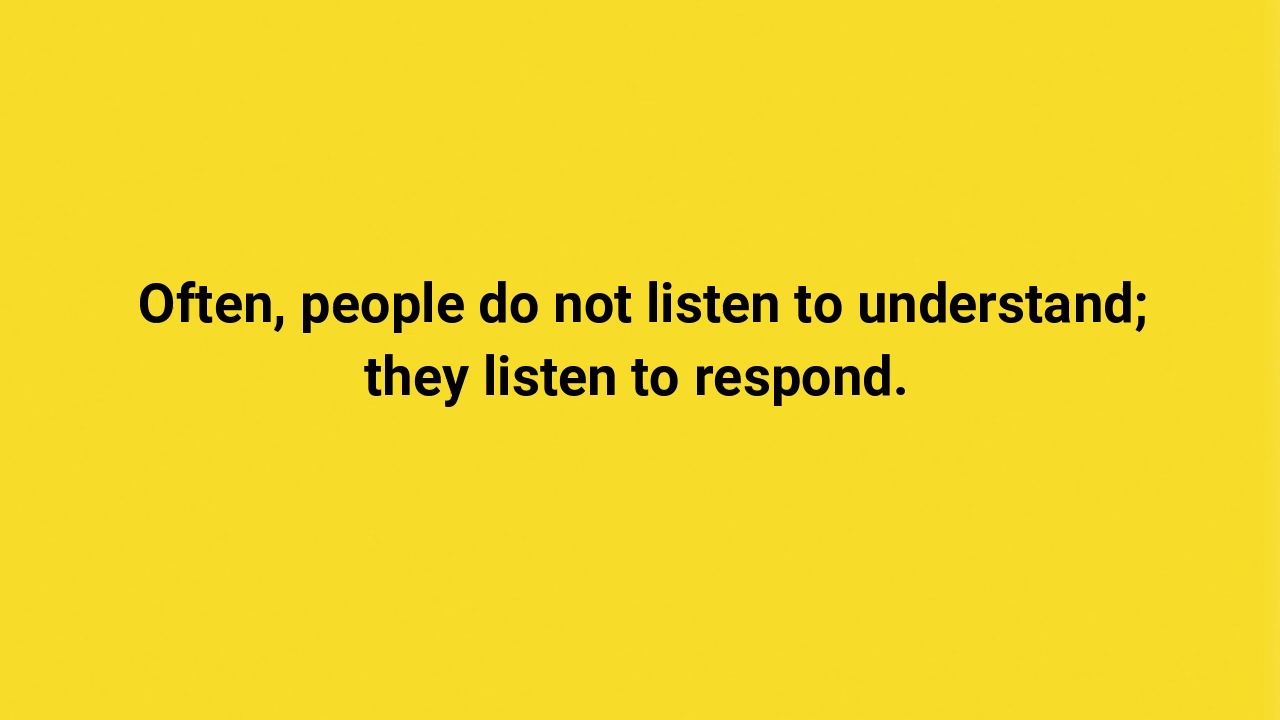 Often, people do not listen to understand;
they listen to respond.